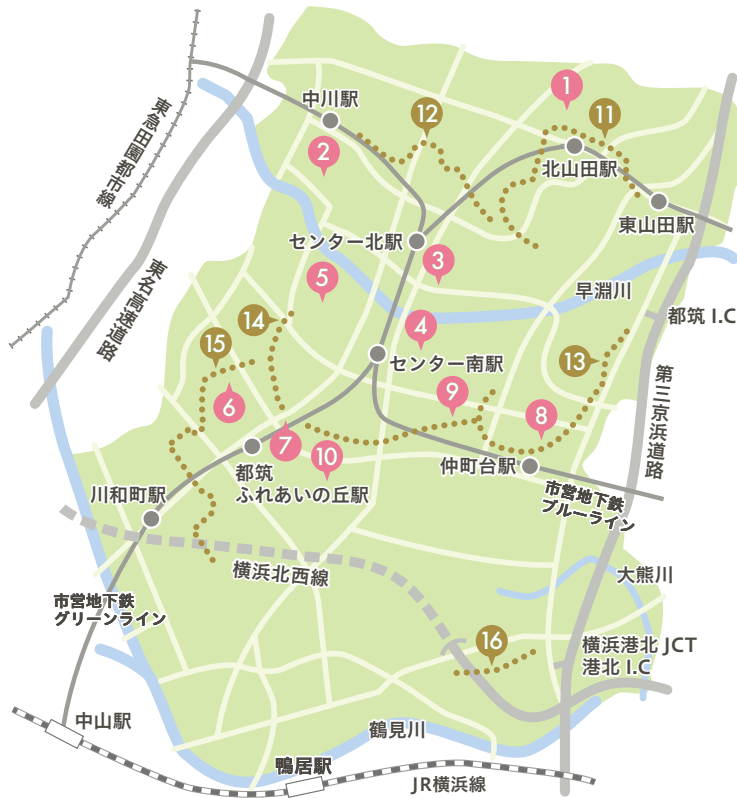 1
11
12
中川駅
2
北山田駅
東急田園都市線
東山田駅
センター北駅
3
5
東名高速道路
早淵川
14
4
都筑 I.C
15
センター南駅
13
第三京浜道路
6
9
8
7
10
仲町台駅
都筑
ふれあいの丘駅
川和町駅
市営地下鉄
ブルーライン
横浜北西線
大熊川
市営地下鉄
グリーンライン
16
横浜港北 JCT
港北 I.C
中山駅
鶴見川
鴨居駅
JR横浜線